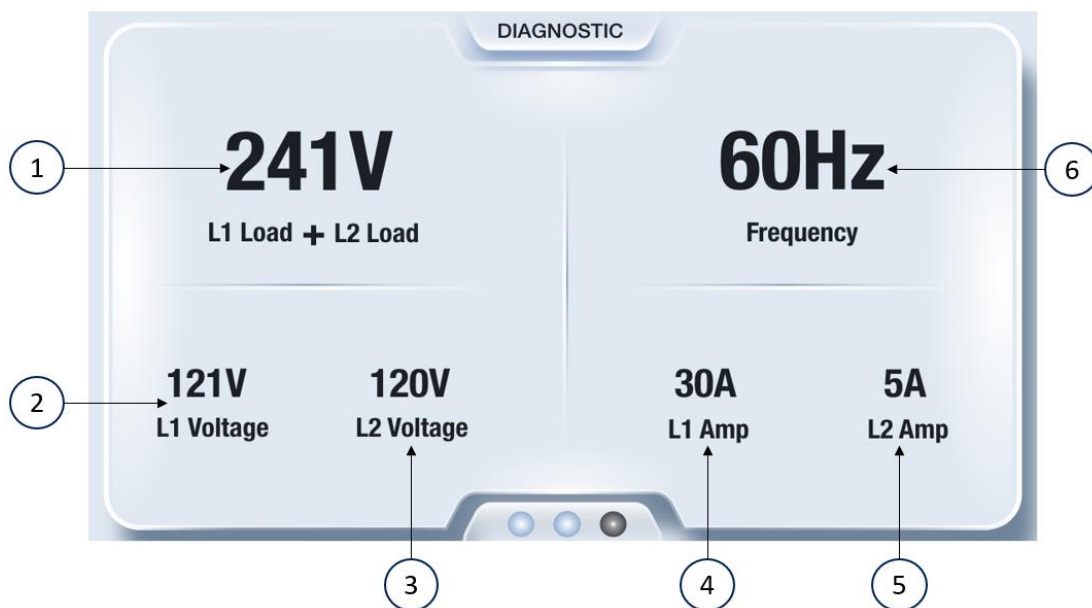 DIAGNOSTIC
1
241V
L1 Load + L2 Load
60Hz
6
Frequency
2
121V
L1 Voltage
120V
L2 Voltage
30A
L1 Amp
5A
L2 Amp
3
4
5